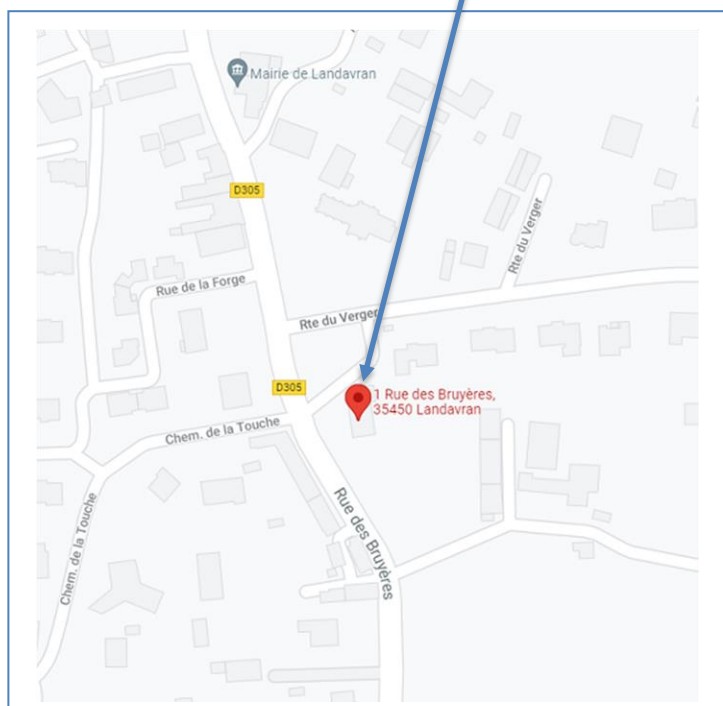 Mairie de Landavran
D305
Rte du Verger
Rue de la Forge
Rte du Verger
D305
1 Rue des Bruyères,
35450 Landavran
Chem. de la Touche
Rue des Bruyères
Chem. de la Touche